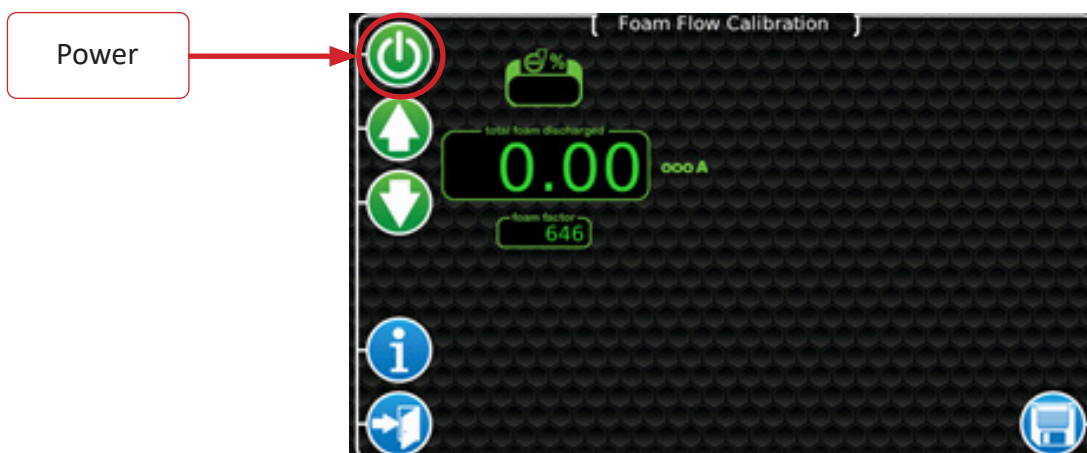 Power
[ Foam Flow Calibration ]
%
total foam discharged
0.00
ooo A
foam factor
646
i